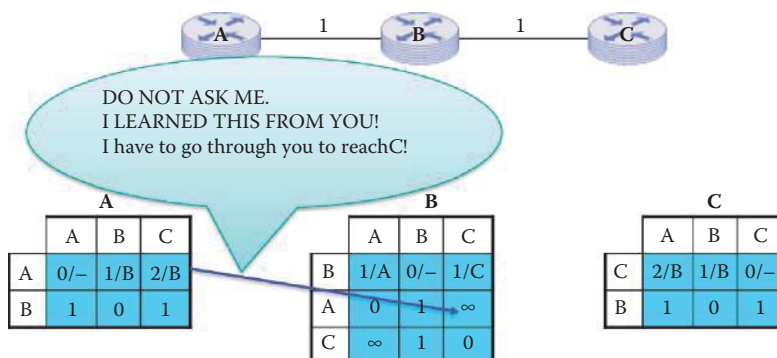 A 1 B 1 C
DO NOT ASK ME.
I LEARNED THIS FROM YOU!
I have to go through you to reachC!
A
A B C
A 0/– 1/B 2/B
B 1 0 1
B
A B C
B 1/A 0/– 1/C
A 0 1 ∞
C ∞ 1 0
C
A B C
C 2/B 1/B 0/–
B 1 0 1